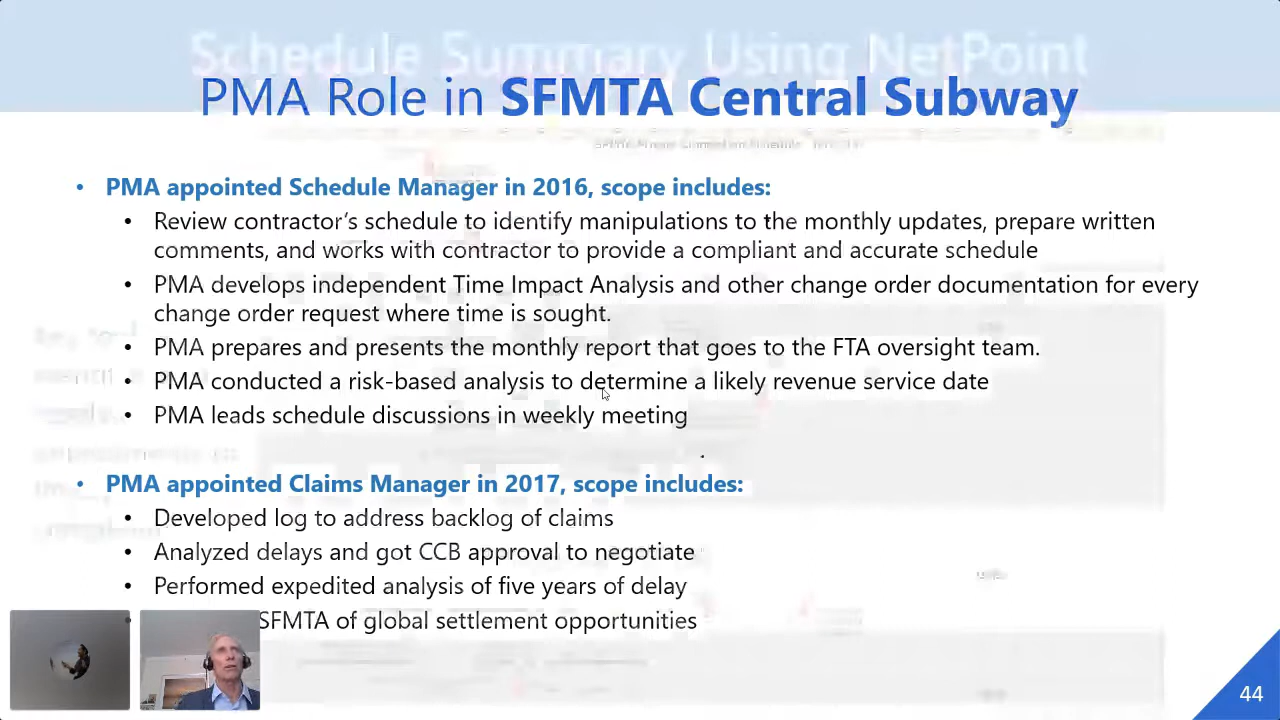 Schedule Summary Using NetPoint
PMA Role in SFMTA Central Subway
• PMA appointed Schedule Manager in 2016, scope includes:
• Review contractor's schedule to identify manipulations to the monthly updates, prepare written
comments, and works with contractor to provide a compliant and accurate schedule
• PMA develops independent Time Impact Analysis and other change order documentation for every
change order request where time is sought.
• PMA prepares and presents the monthly report that goes to the FTA oversight team.
• PMA conducted a risk-based analysis to determine a likely revenue service date
• PMA leads schedule discussions in weekly meeting
• PMA appointed Claims Manager in 2017, scope includes:
• Developed log to address backlog of claims
• Analyzed delays and got CCB approval to negotiate
• Performed expedited analysis of five years of delay
SFMTA of global settlement opportunities
44